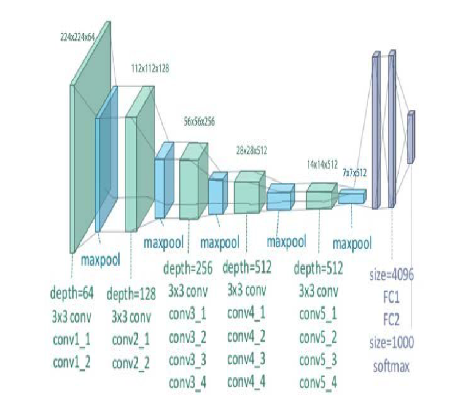 224x224x64
112x112x128
56x56x256
28x28x512
14x14x512
7x7x512
maxpool
maxpool
maxpool
maxpool
maxpool
depth=64
3x3 conv
conv1_1
conv1_2
depth=128
3x3 conv
conv2_1
conv2_2
depth=256
3x3 conv
conv3_1
conv3_2
conv3_3
conv3_4
depth=512
3x3 conv
conv4_1
conv4_2
conv4_3
conv4_4
depth=512
3x3 conv
conv5_1
conv5_2
conv5_3
conv5_4
size=4096
FC1
FC2
size=1000
softmax